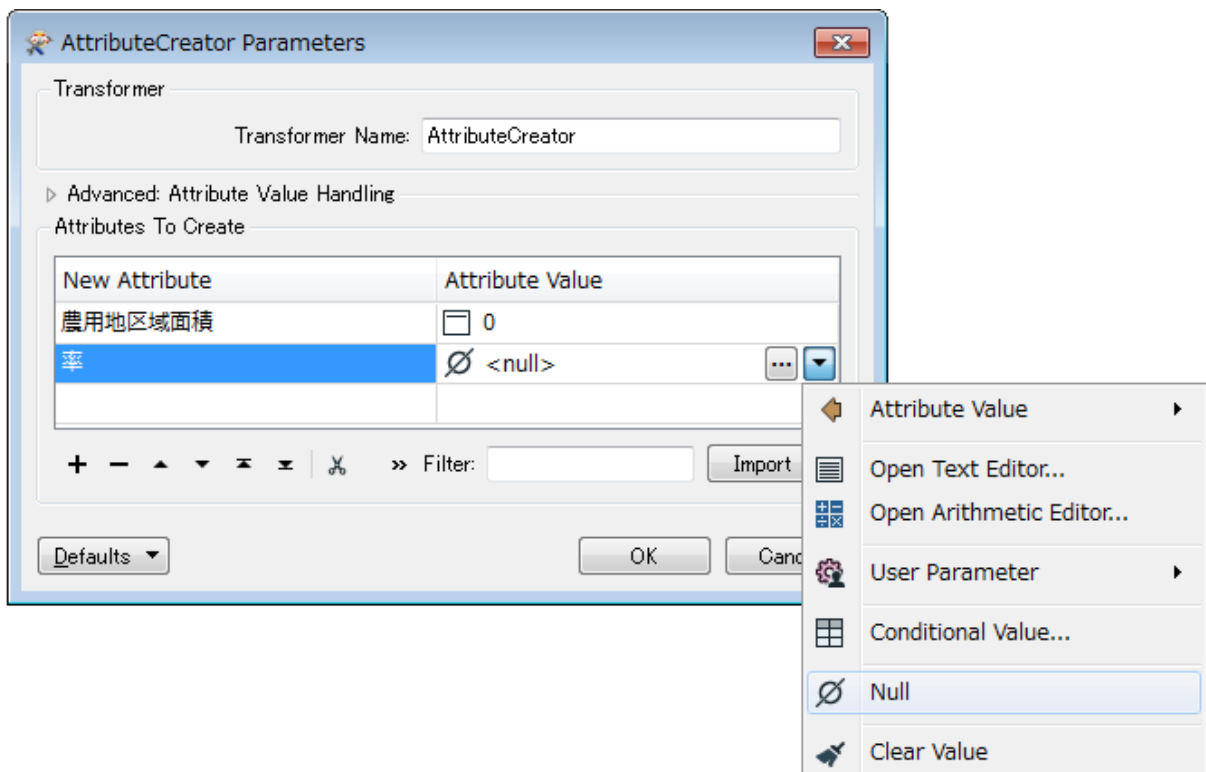 AttributeCreator Parameters
Transformer
Transformer Name: AttributeCreator
Advanced: Attribute Value Handling
Attributes To Create
New Attribute Attribute Value
農用地区域面積 0
率 <null> ...
Filter: Import
Defaults OK Canc
Attribute Value
Open Text Editor...
Open Arithmetic Editor...
User Parameter
Conditional Value...
Null
Clear Value